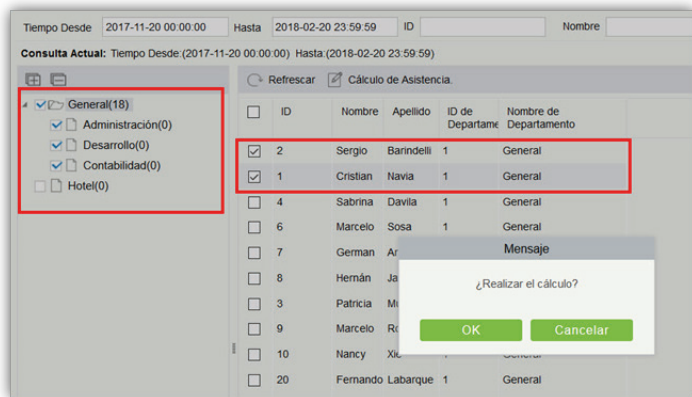 Tiempo Desde 2017-11-20 00:00:00 Hasta 2018-02-20 23:59:59 ID Nombre
Consulta Actual: Tiempo Desde:(2017-11-20 00:00:00) Hasta:(2018-02-20 23:59:59)
Refrescar Cálculo de Asistencia.
General(18)
Administración(0)
Desarrollo(0)
Contabilidad(0)
Hotel(0)
ID Nombre Apellido ID de Departame Nombre de Departamento
2 Sergio Barindelli 1 General
1 Cristian Navia 1 General
4 Sabrina Davila 1 General
6 Marcelo Sosa 1 General
7 German
8 Hernán
3 Patricia
9 Marcelo
10 Nancy
20 Fernando Labarque 1 General
Mensaje
¿Realizar el cálculo?
OK Cancelar